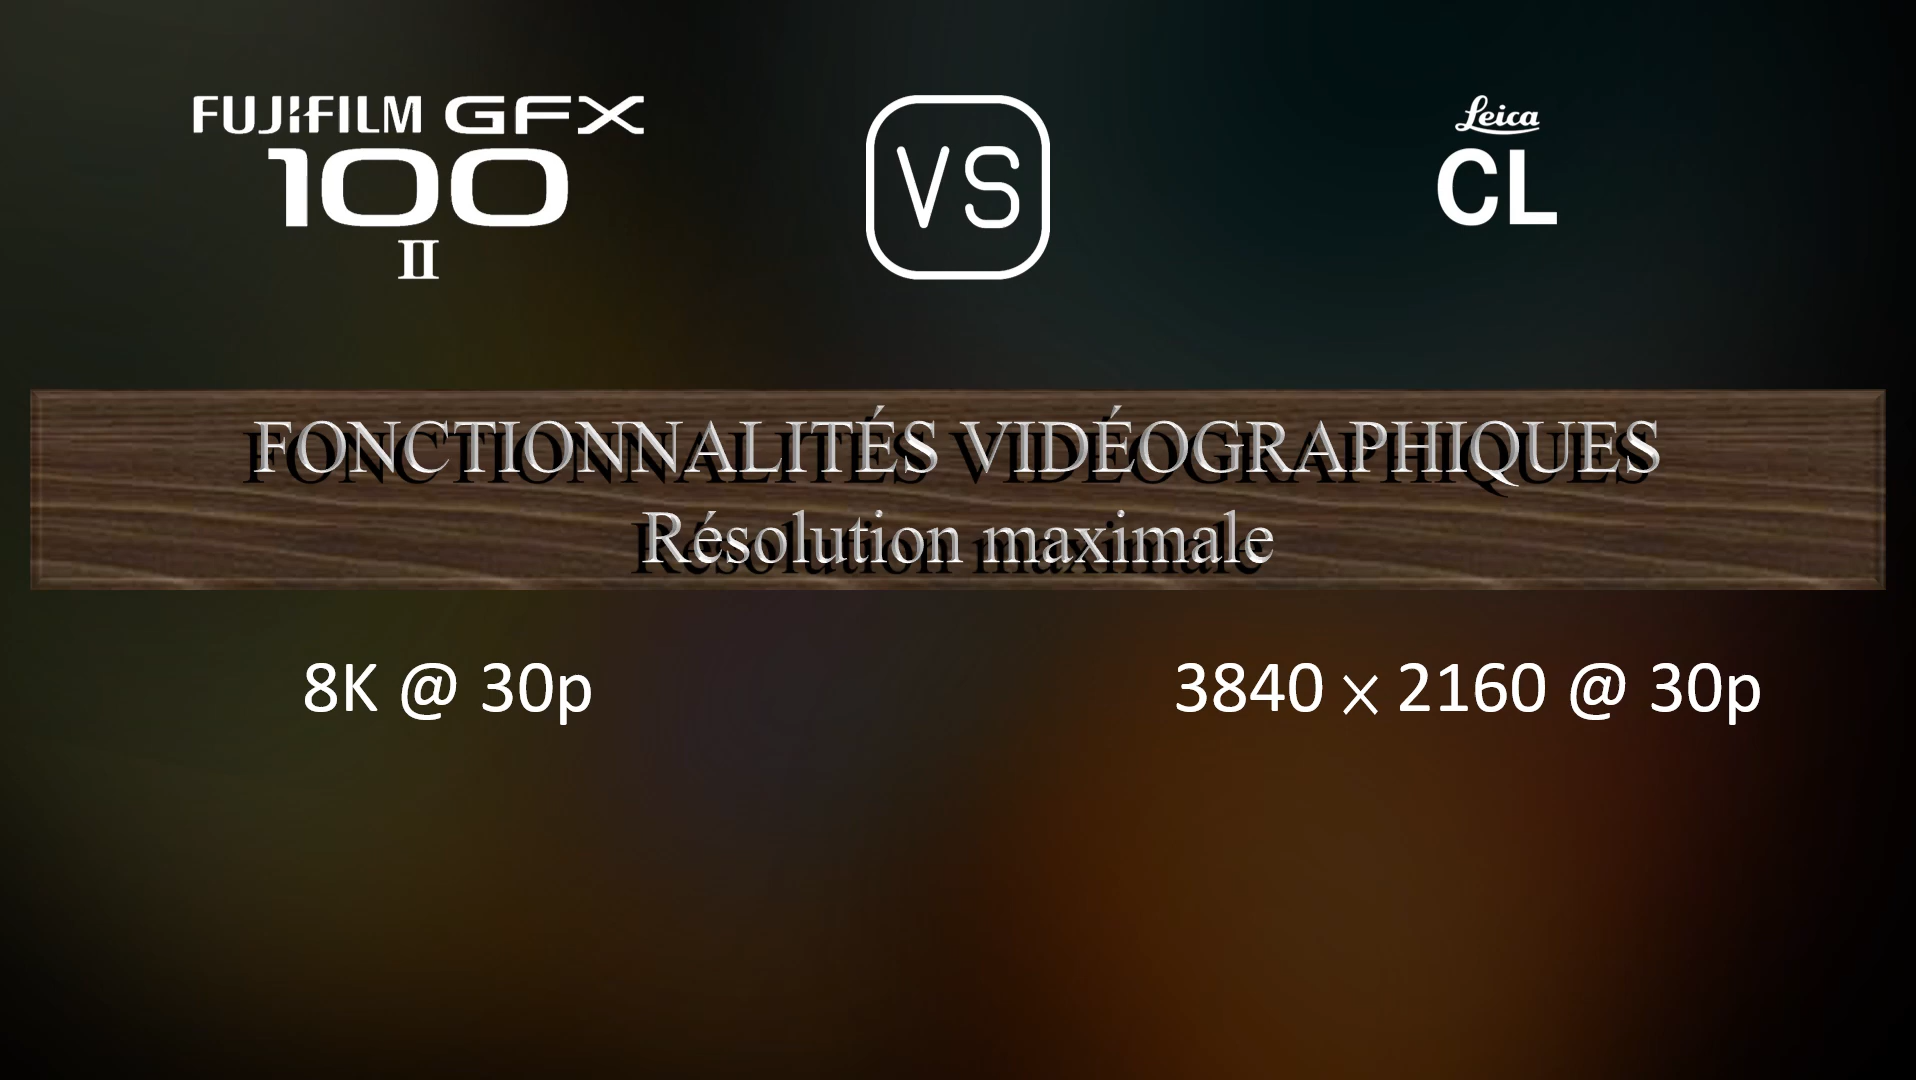 FUJIFILM GFX
100
II
VS
Leica
CL
FONCTIONNALITÉS VIDÉOGRAPHIQUES
Résolution maximale
8K @ 30p
3840 x 2160 @ 30p